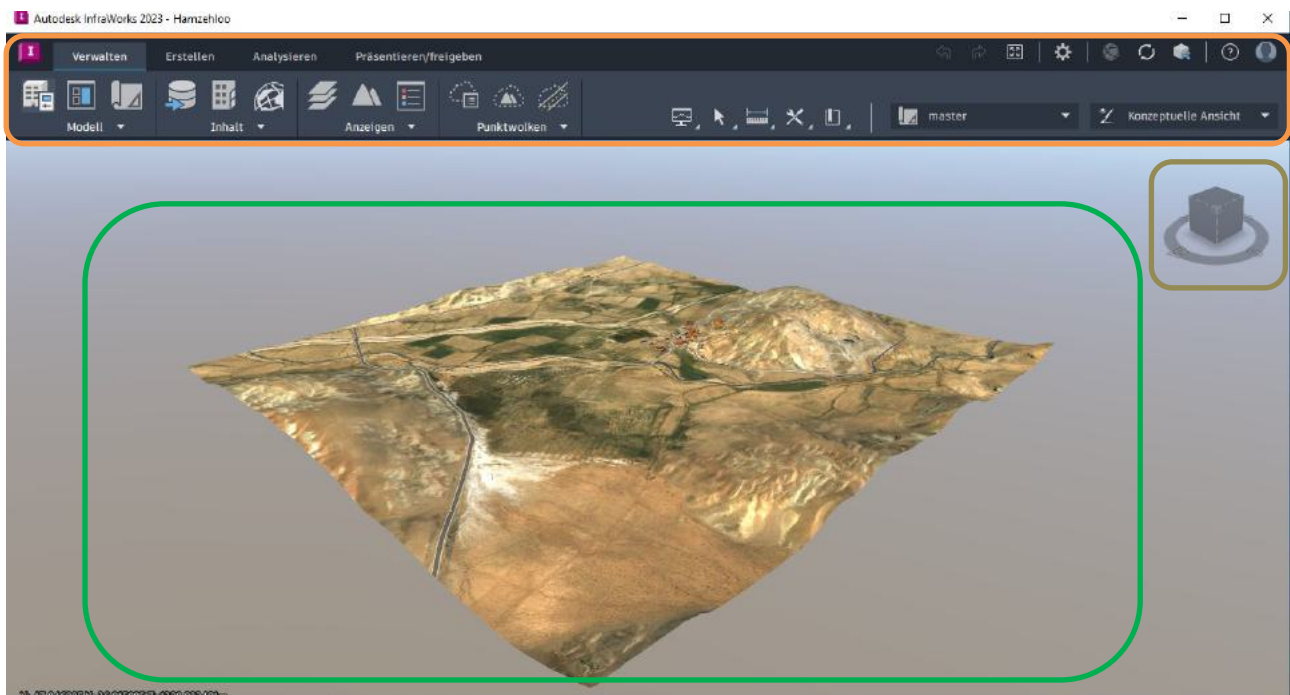 Autodesk InfraWorks 2023 - Hamzehloo
Verwalten Erstellen Analysieren Präsentieren/freigeben
Modell Inhalt Anzeigen Punktwolken
master Konzeptuelle Ansicht